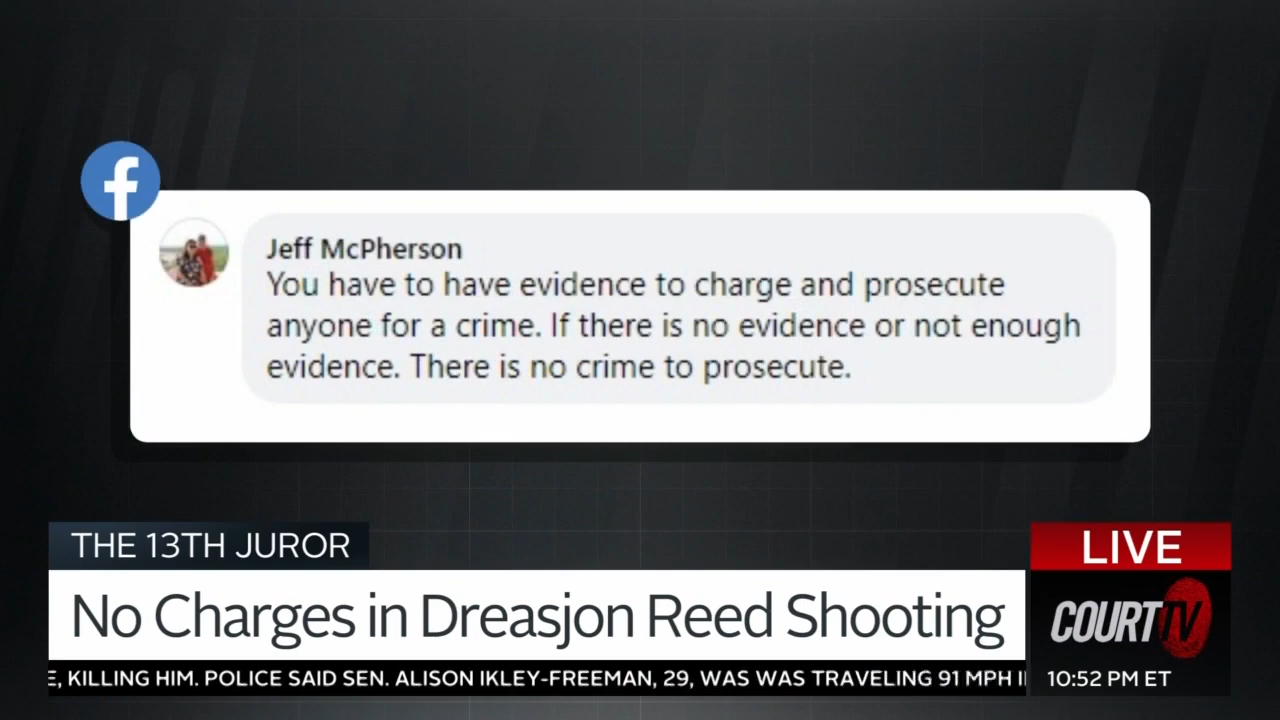 f
Jeff McPherson
You have to have evidence to charge and prosecute
anyone for a crime. If there is no evidence or not enough
evidence. There is no crime to prosecute.
THE 13TH JUROR
LIVE
No Charges in Dreasjon Reed Shooting
COURT TV
E, KILLING HIM. POLICE SAID SEN. ALISON IKLEY-FREEMAN, 29, WAS WAS TRAVELING 91 MPH I
10:52 PM ET